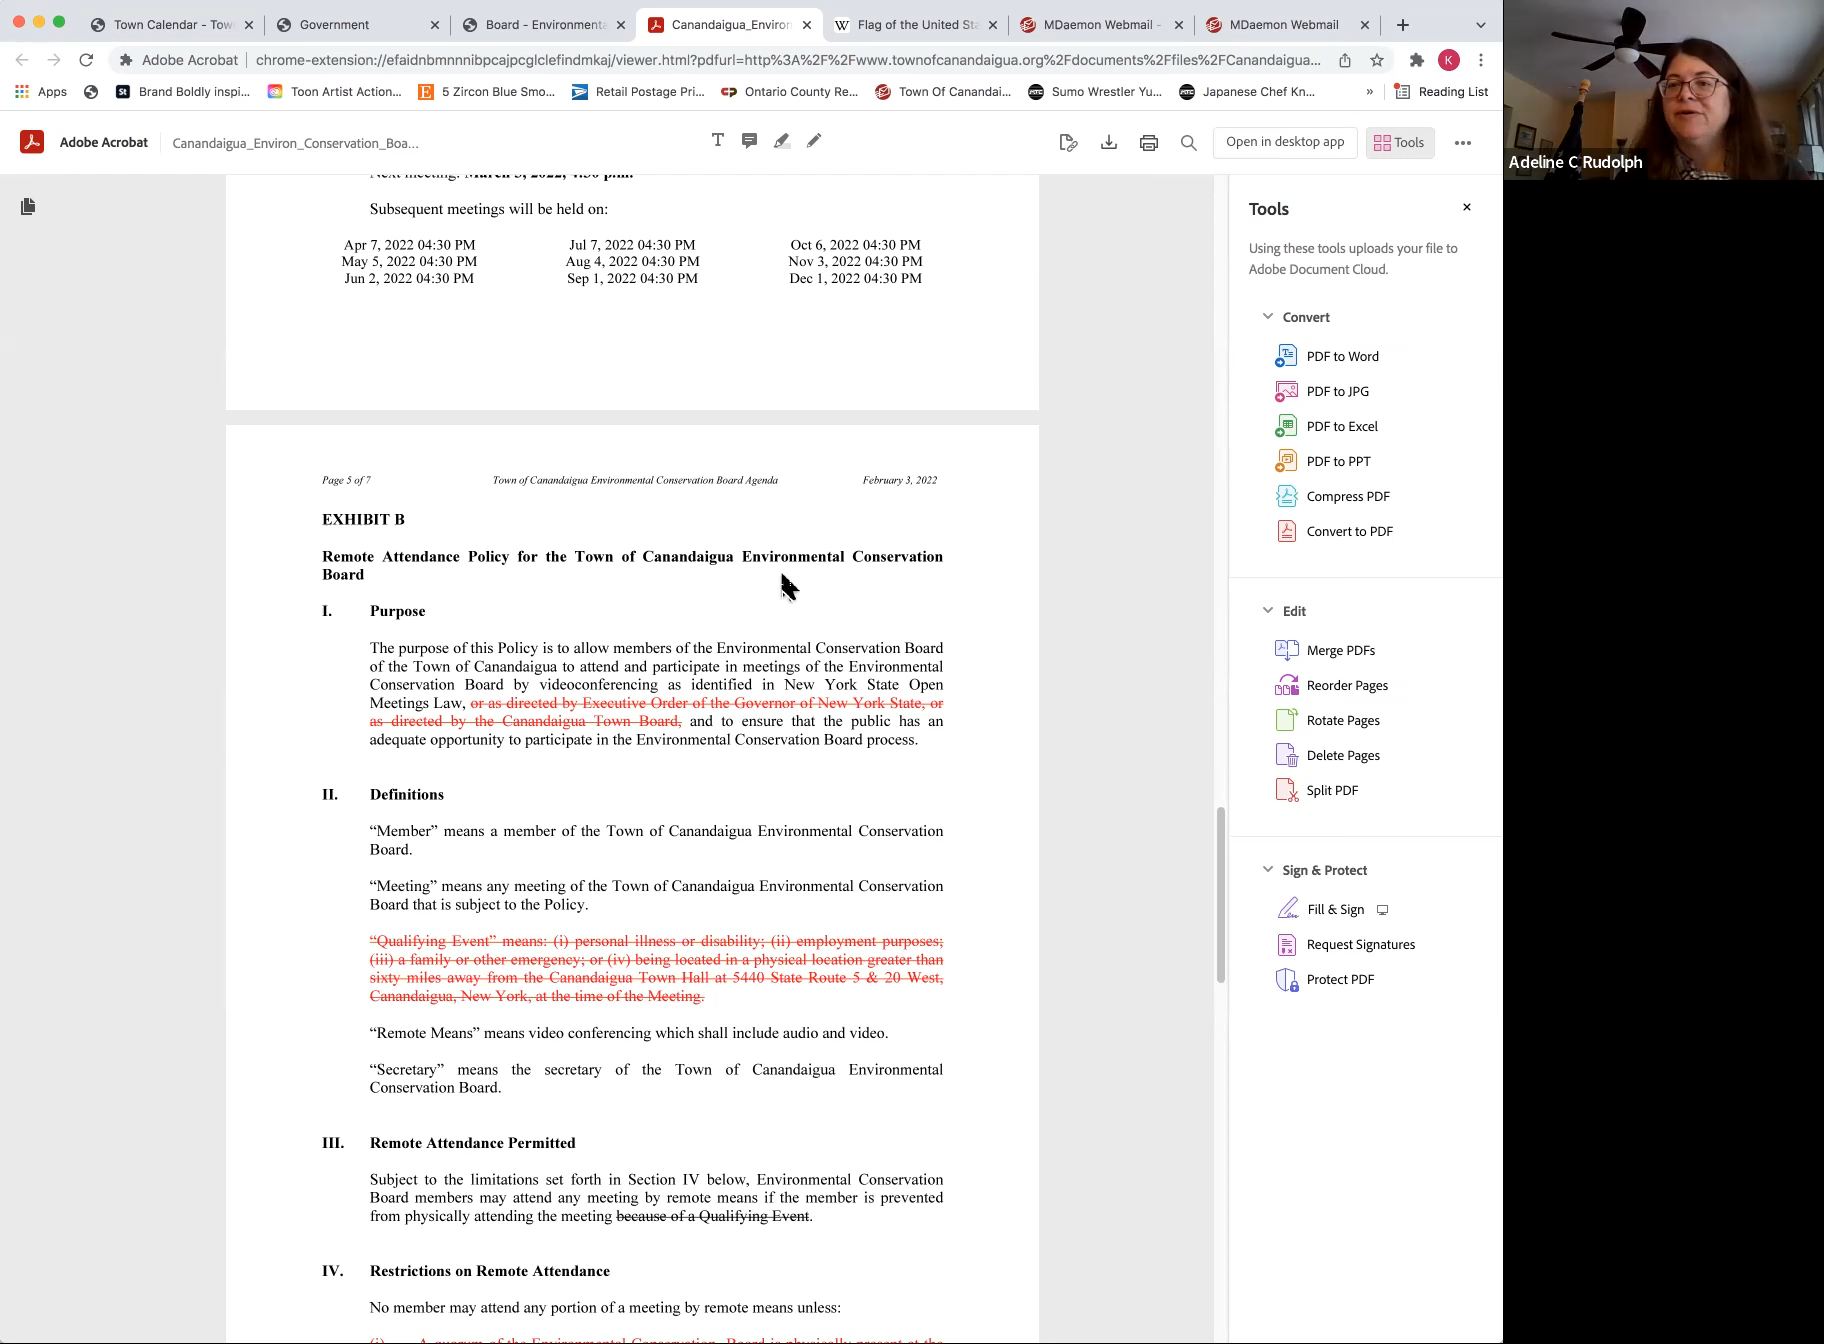 Town Calendar - Tow
Government
Board - Environmenta
Canandaigua_Environ
Flag of the United Sta
MDaemon Webmail -
MDaemon Webmail
Adobe Acrobat
chrome-extension://efaidnbmnnnibpcajpcglclefindmkaj/viewer.html?pdfurl=http%3A%2F%2Fwww.townofcanandaigua.org%2Fdocuments%2Ffiles%2FCanandaigua...
K
Apps
Brand Boldly inspi...
Toon Artist Action...
5 Zircon Blue Smo...
Retail Postage Pri...
Ontario County Re...
Town Of Canandai...
Sumo Wrestler Yu...
Japanese Chef Kn...
»
Reading List
Adobe Acrobat
Canandaigua_Environ_Conservation_Boa...
Open in desktop app
Tools
Adeline C Rudolph
Next meeting: March 3, 2022, 4:30 p.m.
Subsequent meetings will be held on:
Apr 7, 2022 04:30 PM Jul 7, 2022 04:30 PM Oct 6, 2022 04:30 PM
May 5, 2022 04:30 PM Aug 4, 2022 04:30 PM Nov 3, 2022 04:30 PM
Jun 2, 2022 04:30 PM Sep 1, 2022 04:30 PM Dec 1, 2022 04:30 PM
Page 5 of 7 Town of Canandaigua Environmental Conservation Board Agenda February 3, 2022
EXHIBIT B
Remote Attendance Policy for the Town of Canandaigua Environmental Conservation
Board
I. Purpose
The purpose of this Policy is to allow members of the Environmental Conservation Board
of the Town of Canandaigua to attend and participate in meetings of the Environmental
Conservation Board by videoconferencing as identified in New York State Open
Meetings Law, or as directed by Executive Order of the Governor of New York State, or
as directed by the Canandaigua Town Board, and to ensure that the public has an
adequate opportunity to participate in the Environmental Conservation Board process.
II. Definitions
“Member” means a member of the Town of Canandaigua Environmental Conservation
Board.
“Meeting” means any meeting of the Town of Canandaigua Environmental Conservation
Board that is subject to the Policy.
“Qualifying Event” means: (i) personal illness or disability; (ii) employment purposes;
(iii) a family or other emergency; or (iv) being located in a physical location greater than
sixty miles away from the Canandaigua Town Hall at 5440 State Route 5 & 20 West,
Canandaigua, New York, at the time of the Meeting.
“Remote Means” means video conferencing which shall include audio and video.
“Secretary” means the secretary of the Town of Canandaigua Environmental
Conservation Board.
III. Remote Attendance Permitted
Subject to the limitations set forth in Section IV below, Environmental Conservation
Board members may attend any meeting by remote means if the member is prevented
from physically attending the meeting because of a Qualifying Event.
IV. Restrictions on Remote Attendance
No member may attend any portion of a meeting by remote means unless:
(i) A quorum of the Environmental Conservation Board is physically present at the
Tools
Using these tools uploads your file to
Adobe Document Cloud.
Convert
PDF to Word
PDF to JPG
PDF to Excel
PDF to PPT
Compress PDF
Convert to PDF
Edit
Merge PDFs
Reorder Pages
Rotate Pages
Delete Pages
Split PDF
Sign & Protect
Fill & Sign
Request Signatures
Protect PDF